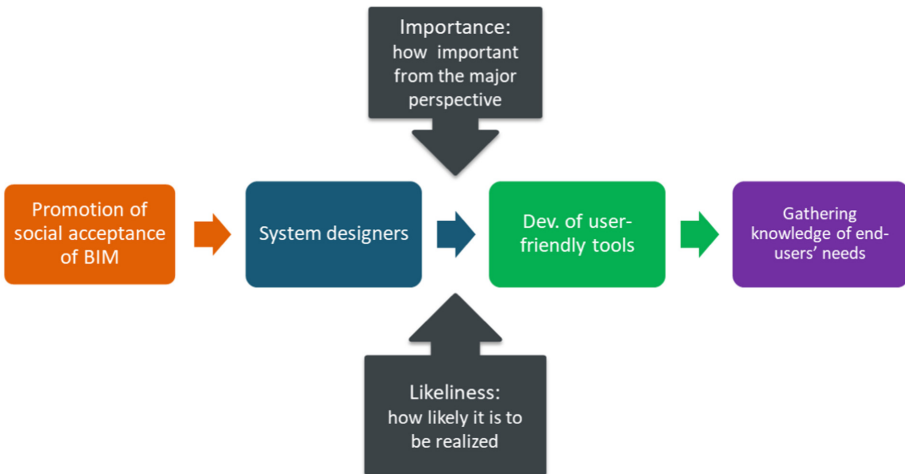 Importance:
how important
from the major
perspective
Promotion of
social acceptance
of BIM
System designers
Dev. of user-
friendly tools
Gathering
knowledge of end-
users' needs
Likeliness:
how likely it is to
be realized